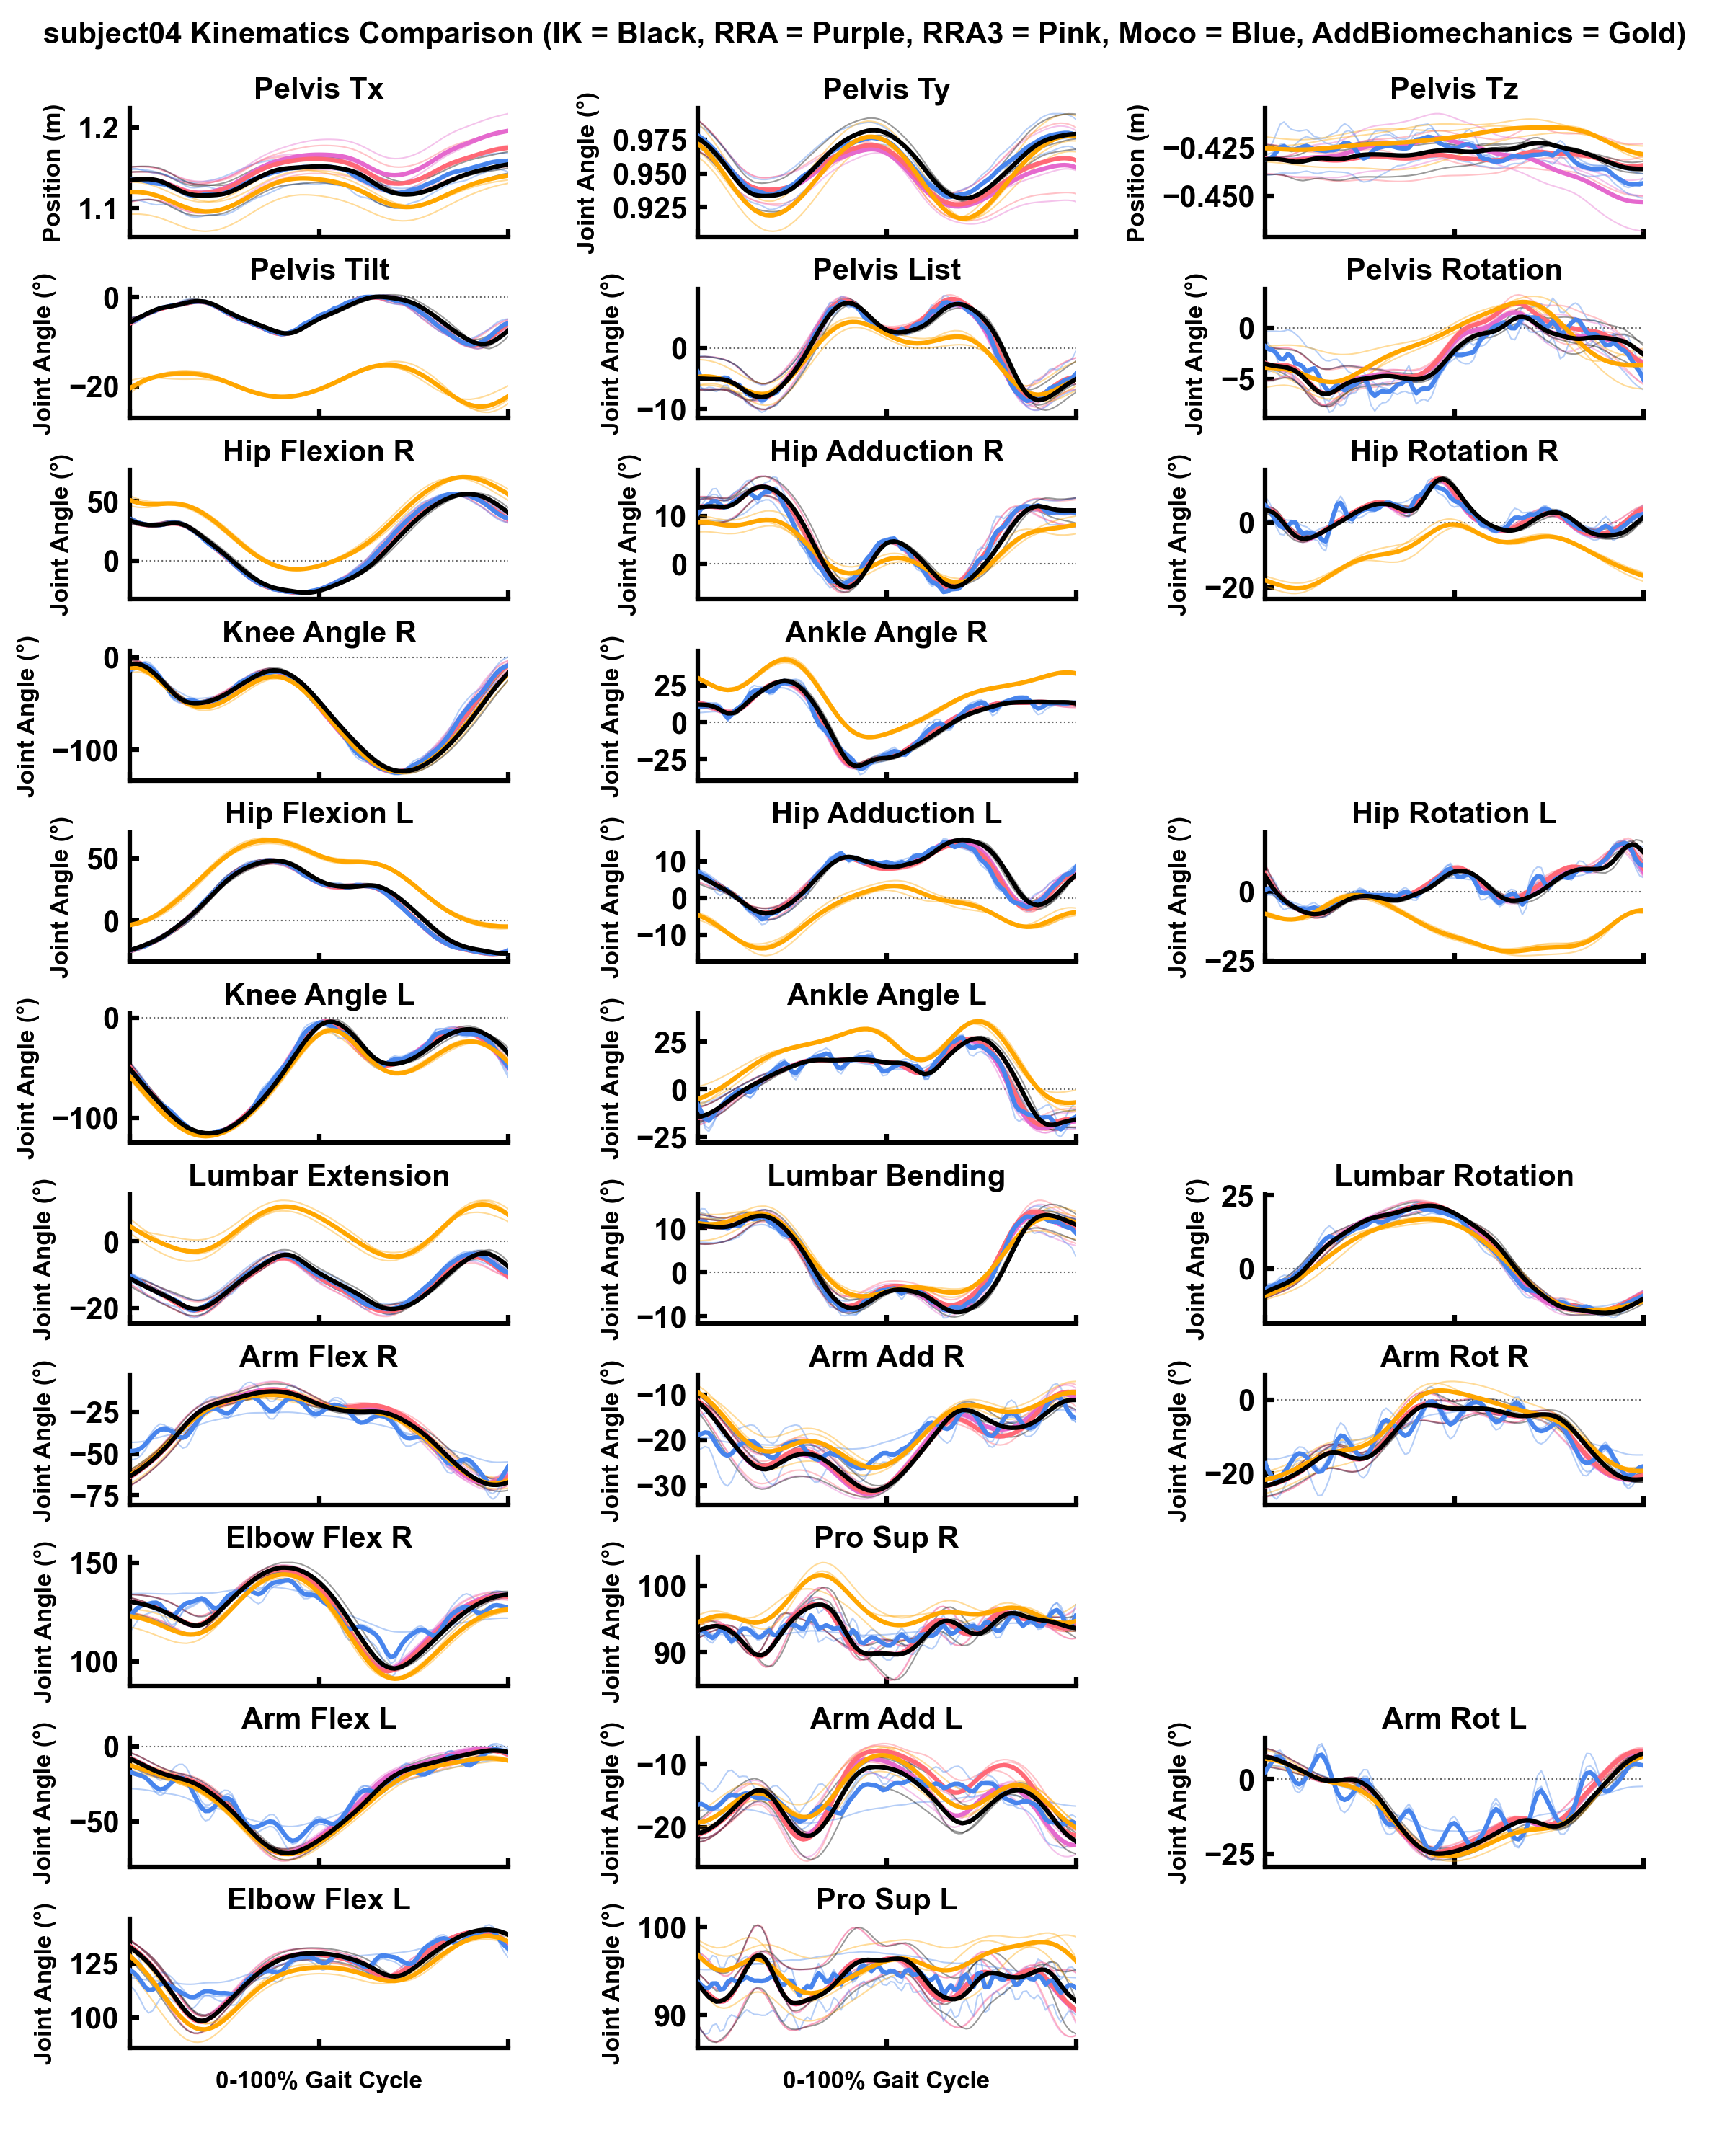 subject04 Kinematics Comparison (IK = Black, RRA = Purple, RRA3 = Pink, Moco = Blue, AddBiomechanics = Gold)
Pelvis Tx
Position (m)
1.2
1.1
Pelvis Ty
Joint Angle (°)
0.975
0.950
0.925
Pelvis Tz
Position (m)
−0.425
−0.450
Pelvis Tilt
Joint Angle (°)
0
−20
Pelvis List
Joint Angle (°)
0
−10
Pelvis Rotation
Joint Angle (°)
0
−5
Hip Flexion R
Joint Angle (°)
50
0
Hip Adduction R
Joint Angle (°)
10
0
Hip Rotation R
Joint Angle (°)
0
−20
Knee Angle R
Joint Angle (°)
0
−100
Ankle Angle R
Joint Angle (°)
25
0
−25
Hip Flexion L
Joint Angle (°)
50
0
Hip Adduction L
Joint Angle (°)
10
0
−10
Hip Rotation L
Joint Angle (°)
0
−25
Knee Angle L
Joint Angle (°)
0
−100
Ankle Angle L
Joint Angle (°)
25
0
−25
Lumbar Extension
Joint Angle (°)
0
−20
Lumbar Bending
Joint Angle (°)
10
0
−10
Lumbar Rotation
Joint Angle (°)
25
0
Arm Flex R
Joint Angle (°)
−25
−50
−75
Arm Add R
Joint Angle (°)
−10
−20
−30
Arm Rot R
Joint Angle (°)
0
−20
Elbow Flex R
Joint Angle (°)
150
100
Pro Sup R
Joint Angle (°)
100
90
Arm Flex L
Joint Angle (°)
0
−50
Arm Add L
Joint Angle (°)
−10
−20
Arm Rot L
Joint Angle (°)
0
−25
Elbow Flex L
Joint Angle (°)
125
100
0-100% Gait Cycle
Pro Sup L
Joint Angle (°)
100
90
0-100% Gait Cycle